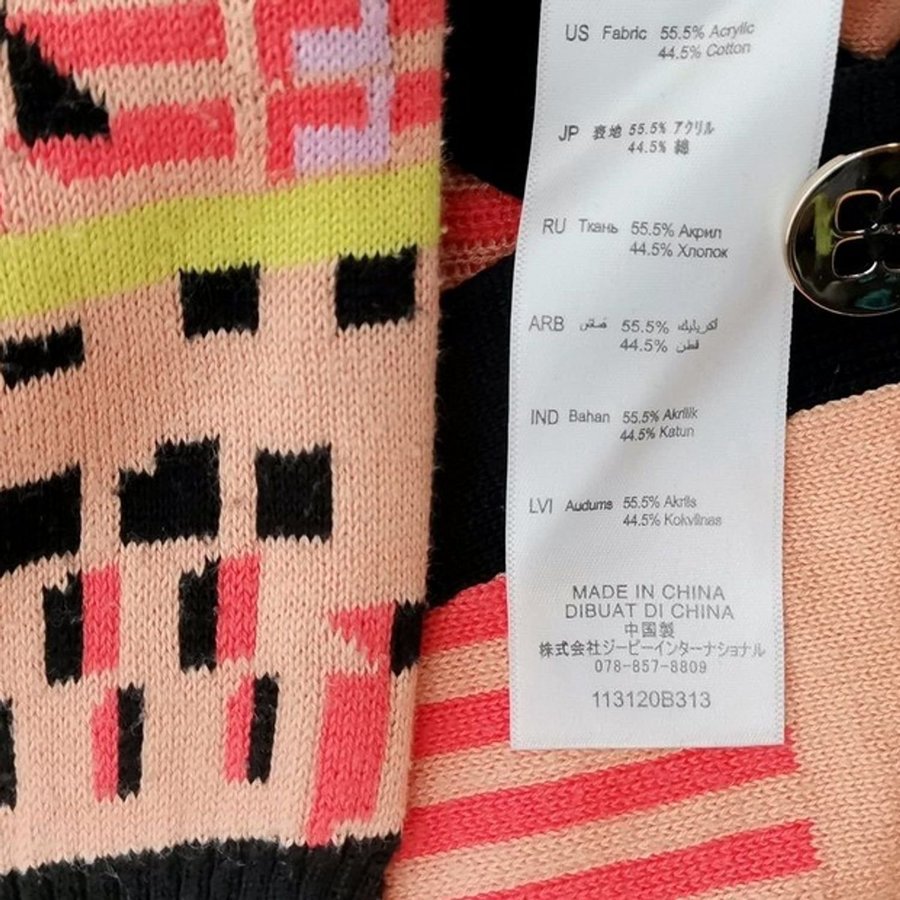 US Fabric 55.5% Acrylic
44.5% Cotton
JP 表地 55.5% アクリル
44.5% 綿
RU Ткань 55.5% Акрил
44.5% Хлопок
ARB قماش 55.5% أكريليك،
44.5% قطن
IND Bahan 55.5% Akrilik
44.5% Katun
LVI Audums 55.5% Akrils
44.5% Kokvilnas
MADE IN CHINA
DIBUAT DI CHINA
中国製
株式会社ジーピーインターナショナル
078-857-8809
113120B313